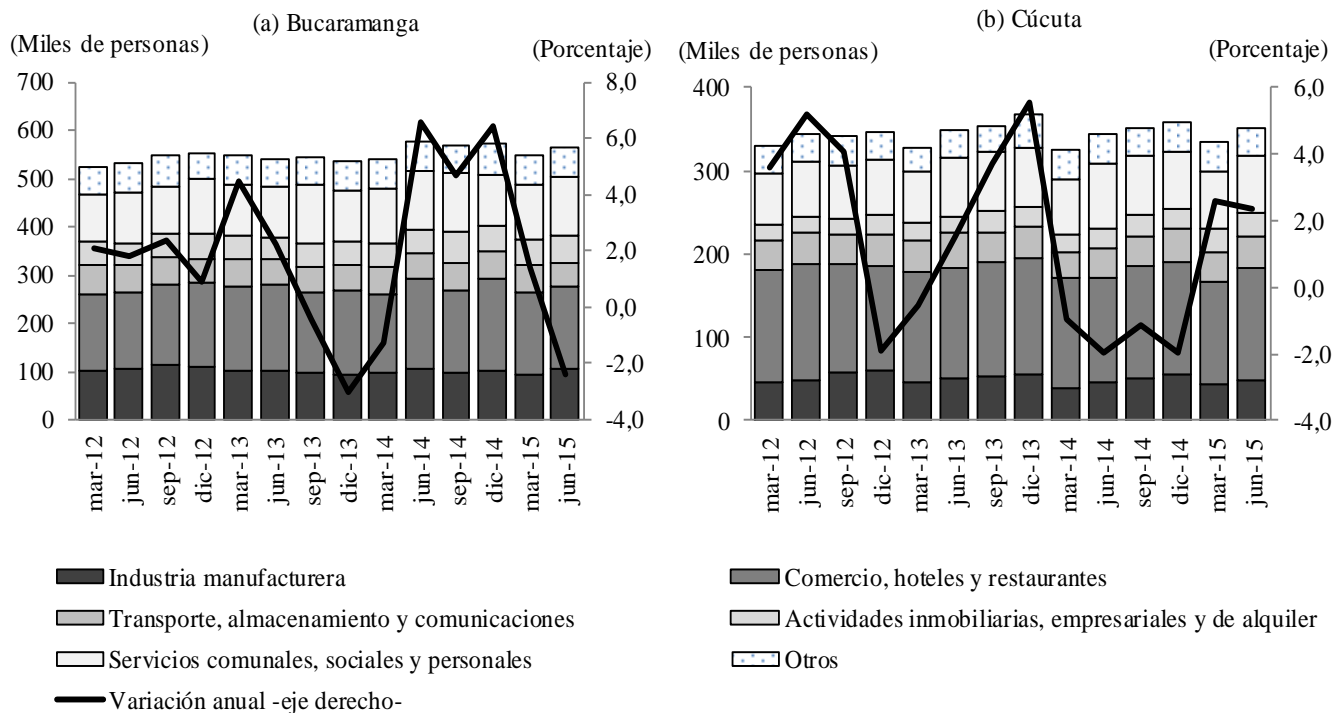 (a) Bucaramanga
(Miles de personas)
(Porcentaje)
700
600
500
400
300
200
100
0
8,0
6,0
4,0
2,0
0,0
-2,0
-4,0
mar-12
jun-12
sep-12
dic-12
mar-13
jun-13
sep-13
dic-13
mar-14
jun-14
sep-14
dic-14
mar-15
jun-15
(b) Cúcuta
(Miles de personas)
(Porcentaje)
400
300
200
100
0
6,0
4,0
2,0
0,0
-2,0
-4,0
mar-12
jun-12
sep-12
dic-12
mar-13
jun-13
sep-13
dic-13
mar-14
jun-14
sep-14
dic-14
mar-15
jun-15
Industria manufacturera
Comercio, hoteles y restaurantes
Transporte, almacenamiento y comunicaciones
Actividades inmobiliarias, empresariales y de alquiler
Servicios comunales, sociales y personales
Otros
Variación anual -eje derecho-